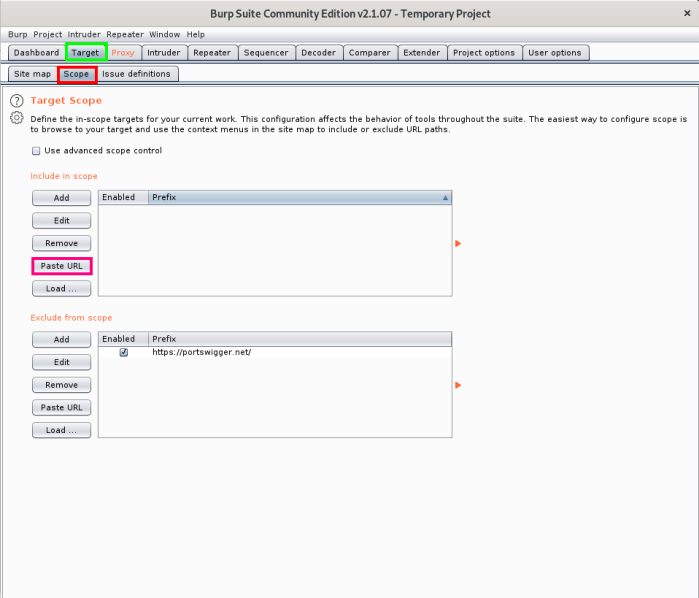 Burp Suite Community Edition v2.1.07 - Temporary Project
Burp Project Intruder Repeater Window Help
Dashboard Target Proxy Intruder Repeater Sequencer Decoder Comparer Extender Project options User options
Site map Scope Issue definitions
Target Scope
Define the in-scope targets for your current work. This configuration affects the behavior of tools throughout the suite. The easiest way to configure scope is
to browse to your target and use the context menus in the site map to include or exclude URL paths.
Use advanced scope control
Include in scope
Add Enabled Prefix
Edit
Remove
Paste URL
Load ...
Exclude from scope
Add Enabled Prefix
https://portswigger.net/
Edit
Remove
Paste URL
Load ...